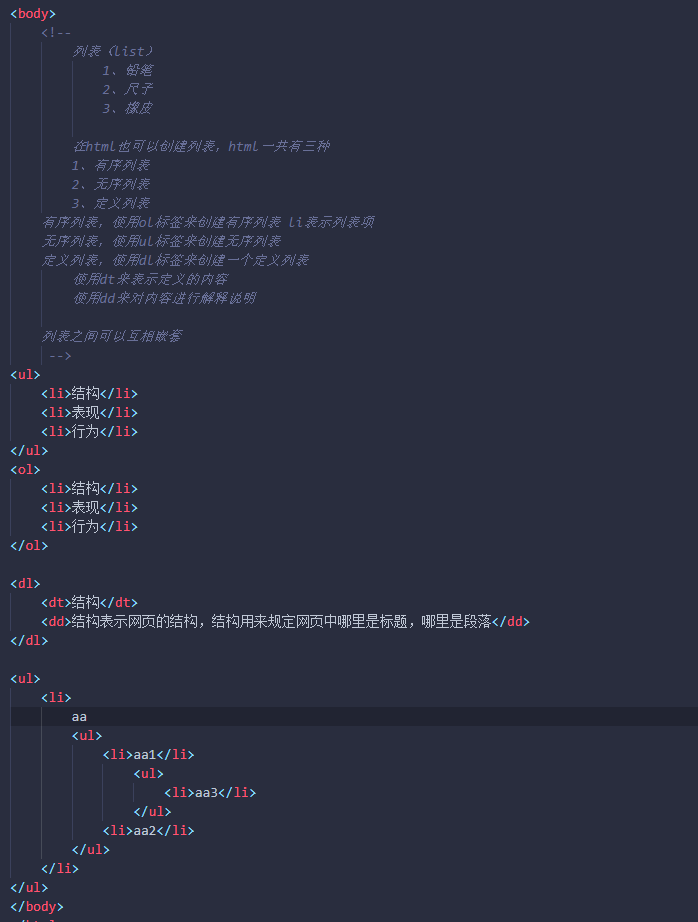 <body>
<!--
列表（list）
1、铅笔
2、尺子
3、橡皮
在html也可以创建列表，html一共有三种
1、有序列表
2、无序列表
3、定义列表
有序列表，使用ol标签来创建有序列表 li表示列表项
无序列表，使用ul标签来创建无序列表
定义列表，使用dl标签来创建一个定义列表
使用dt来表示定义的内容
使用dd来对内容进行解释说明
列表之间可以互相嵌套
-->
<ul>
<li>结构</li>
<li>表现</li>
<li>行为</li>
</ul>
<ol>
<li>结构</li>
<li>表现</li>
<li>行为</li>
</ol>
<dl>
<dt>结构</dt>
<dd>结构表示网页的结构，结构用来规定网页中哪里是标题，哪里是段落</dd>
</dl>
<ul>
<li>
aa
<ul>
<li>aa1</li>
<ul>
<li>aa3</li>
</ul>
<li>aa2</li>
</ul>
</li>
</ul>
</body>